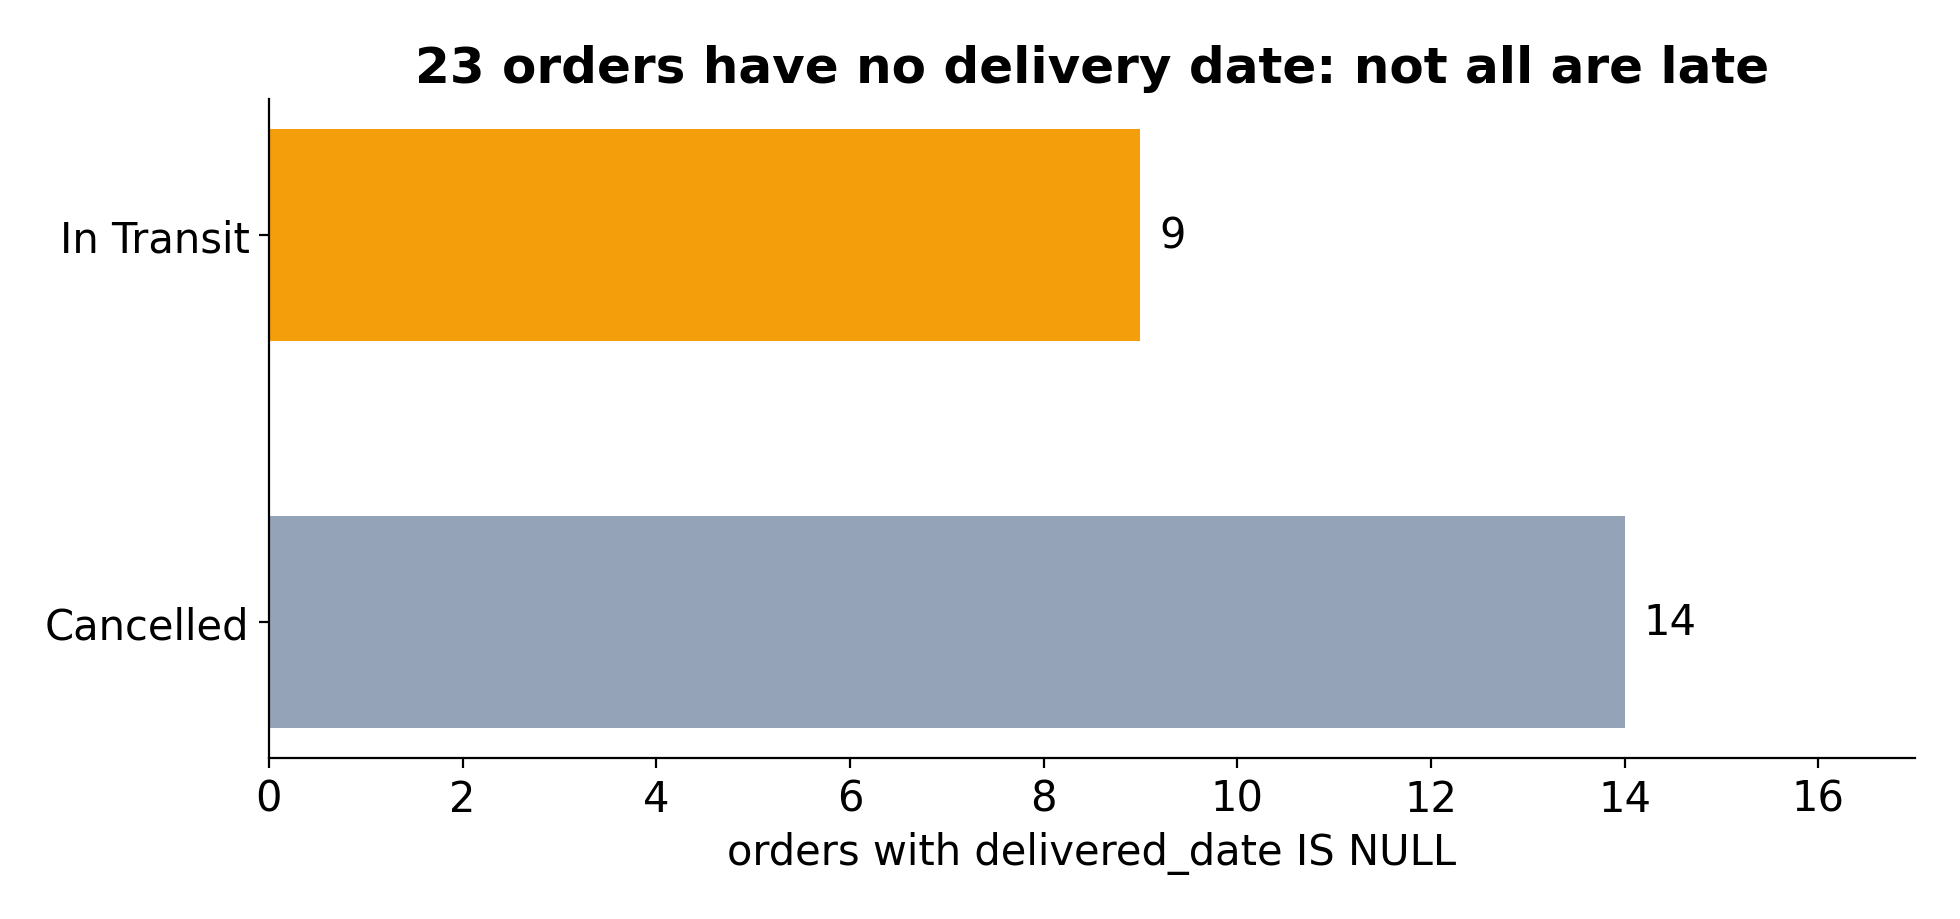 23 orders have no delivery date: not all are late
In Transit
9
Cancelled
14
0 2 4 6 8 10 12 14 16
orders with delivered_date IS NULL